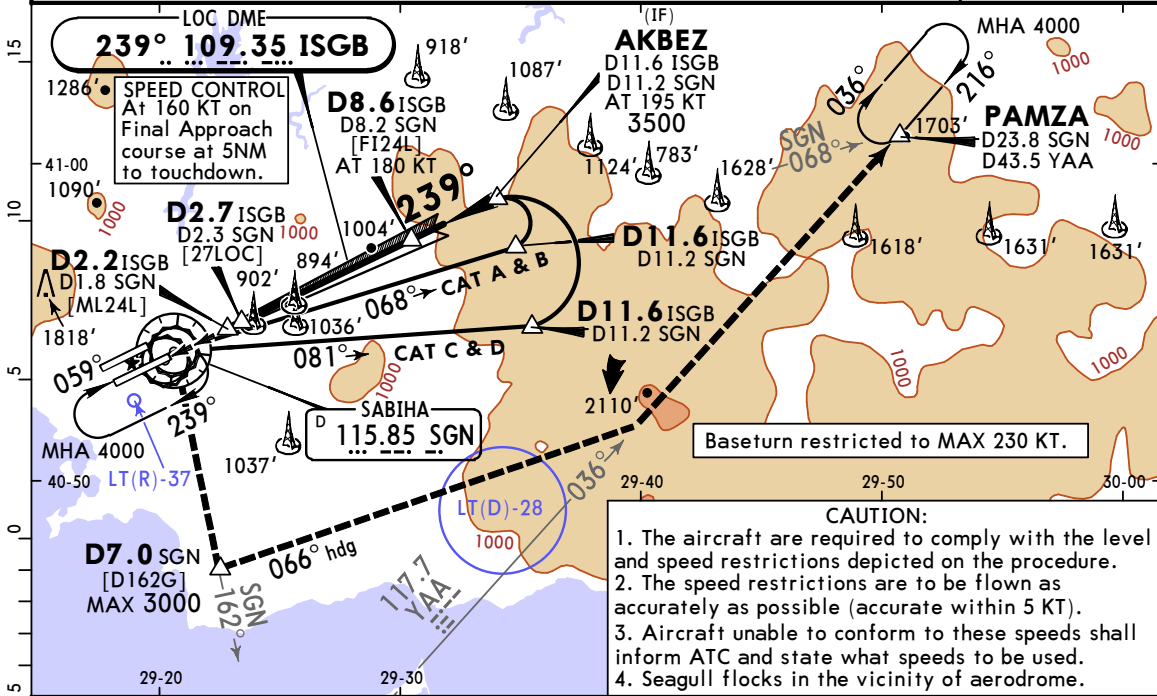 LOC DME
239° 109.35 ISGB
SPEED CONTROL
At 160 KT on
Final Approach
course at 5NM
to touchdown.
15
10
5
0
5
1286'
41-00
1090'
1000
918'
1087'
(IF)
AKBEZ
D11.6 ISGB
D11.2 SGN
AT 195 KT
3500
MHA 4000
036°
216°
1000
PAMZA
D23.8 SGN
D43.5 YAA
1703'
SGN
068°
1000
D8.6 ISGB
D8.2 SGN
[FI24L]
AT 180 KT
239°
1124'
783'
1628'
1618'
1631'
1631'
D2.7 ISGB
D2.3 SGN
[27LOC]
1000
1004'
902'
894'
D2.2 ISGB
D1.8 SGN
[ML24L]
1818'
1036'
068° CAT A & B
D11.6 ISGB
D11.2 SGN
D11.6 ISGB
D11.2 SGN
081° CAT C & D
1000
1000
1000
059°
239°
MHA 4000
LT(R)-37
40-50
1037'
SABIHA
D 115.85 SGN
2110'
Baseturn restricted to MAX 230 KT.
29-40
29-50
30-00
036°
LT(D)-28
1000
066° hdg
D7.0 SGN
[D162G]
MAX 3000
SGN
162°
117.7
YAA
29-20
29-30
CAUTION:
1. The aircraft are required to comply with the level
and speed restrictions depicted on the procedure.
2. The speed restrictions are to be flown as
accurately as possible (accurate within 5 KT).
3. Aircraft unable to conform to these speeds shall
inform ATC and state what speeds to be used.
4. Seagull flocks in the vicinity of aerodrome.